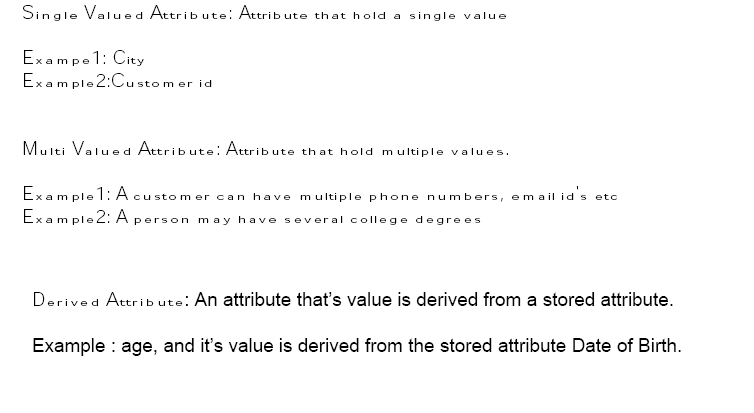 Single Valued Attribute: Attribute that hold a single value
Exampe1: City
Example2:Customer id
Multi Valued Attribute: Attribute that hold multiple values.
Example1: A customer can have multiple phone numbers, email id's etc
Example2: A person may have several college degrees
Derived Attribute: An attribute that’s value is derived from a stored attribute.
Example : age, and it’s value is derived from the stored attribute Date of Birth.